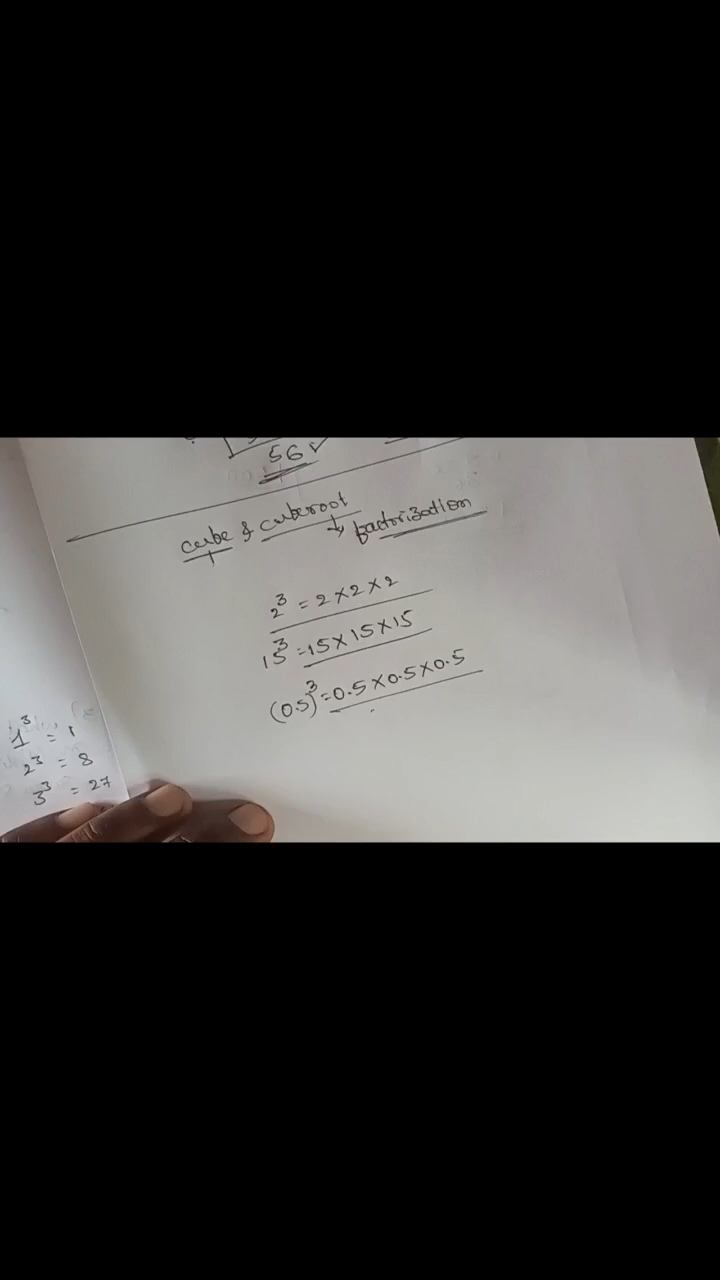 56 ✓
cube & cuberoot → factorization
2³ = 2×2×2
15³ = 15×15×15
(0.5)³ = 0.5×0.5×0.5
1³ = 1
2³ = 8
3³ = 27